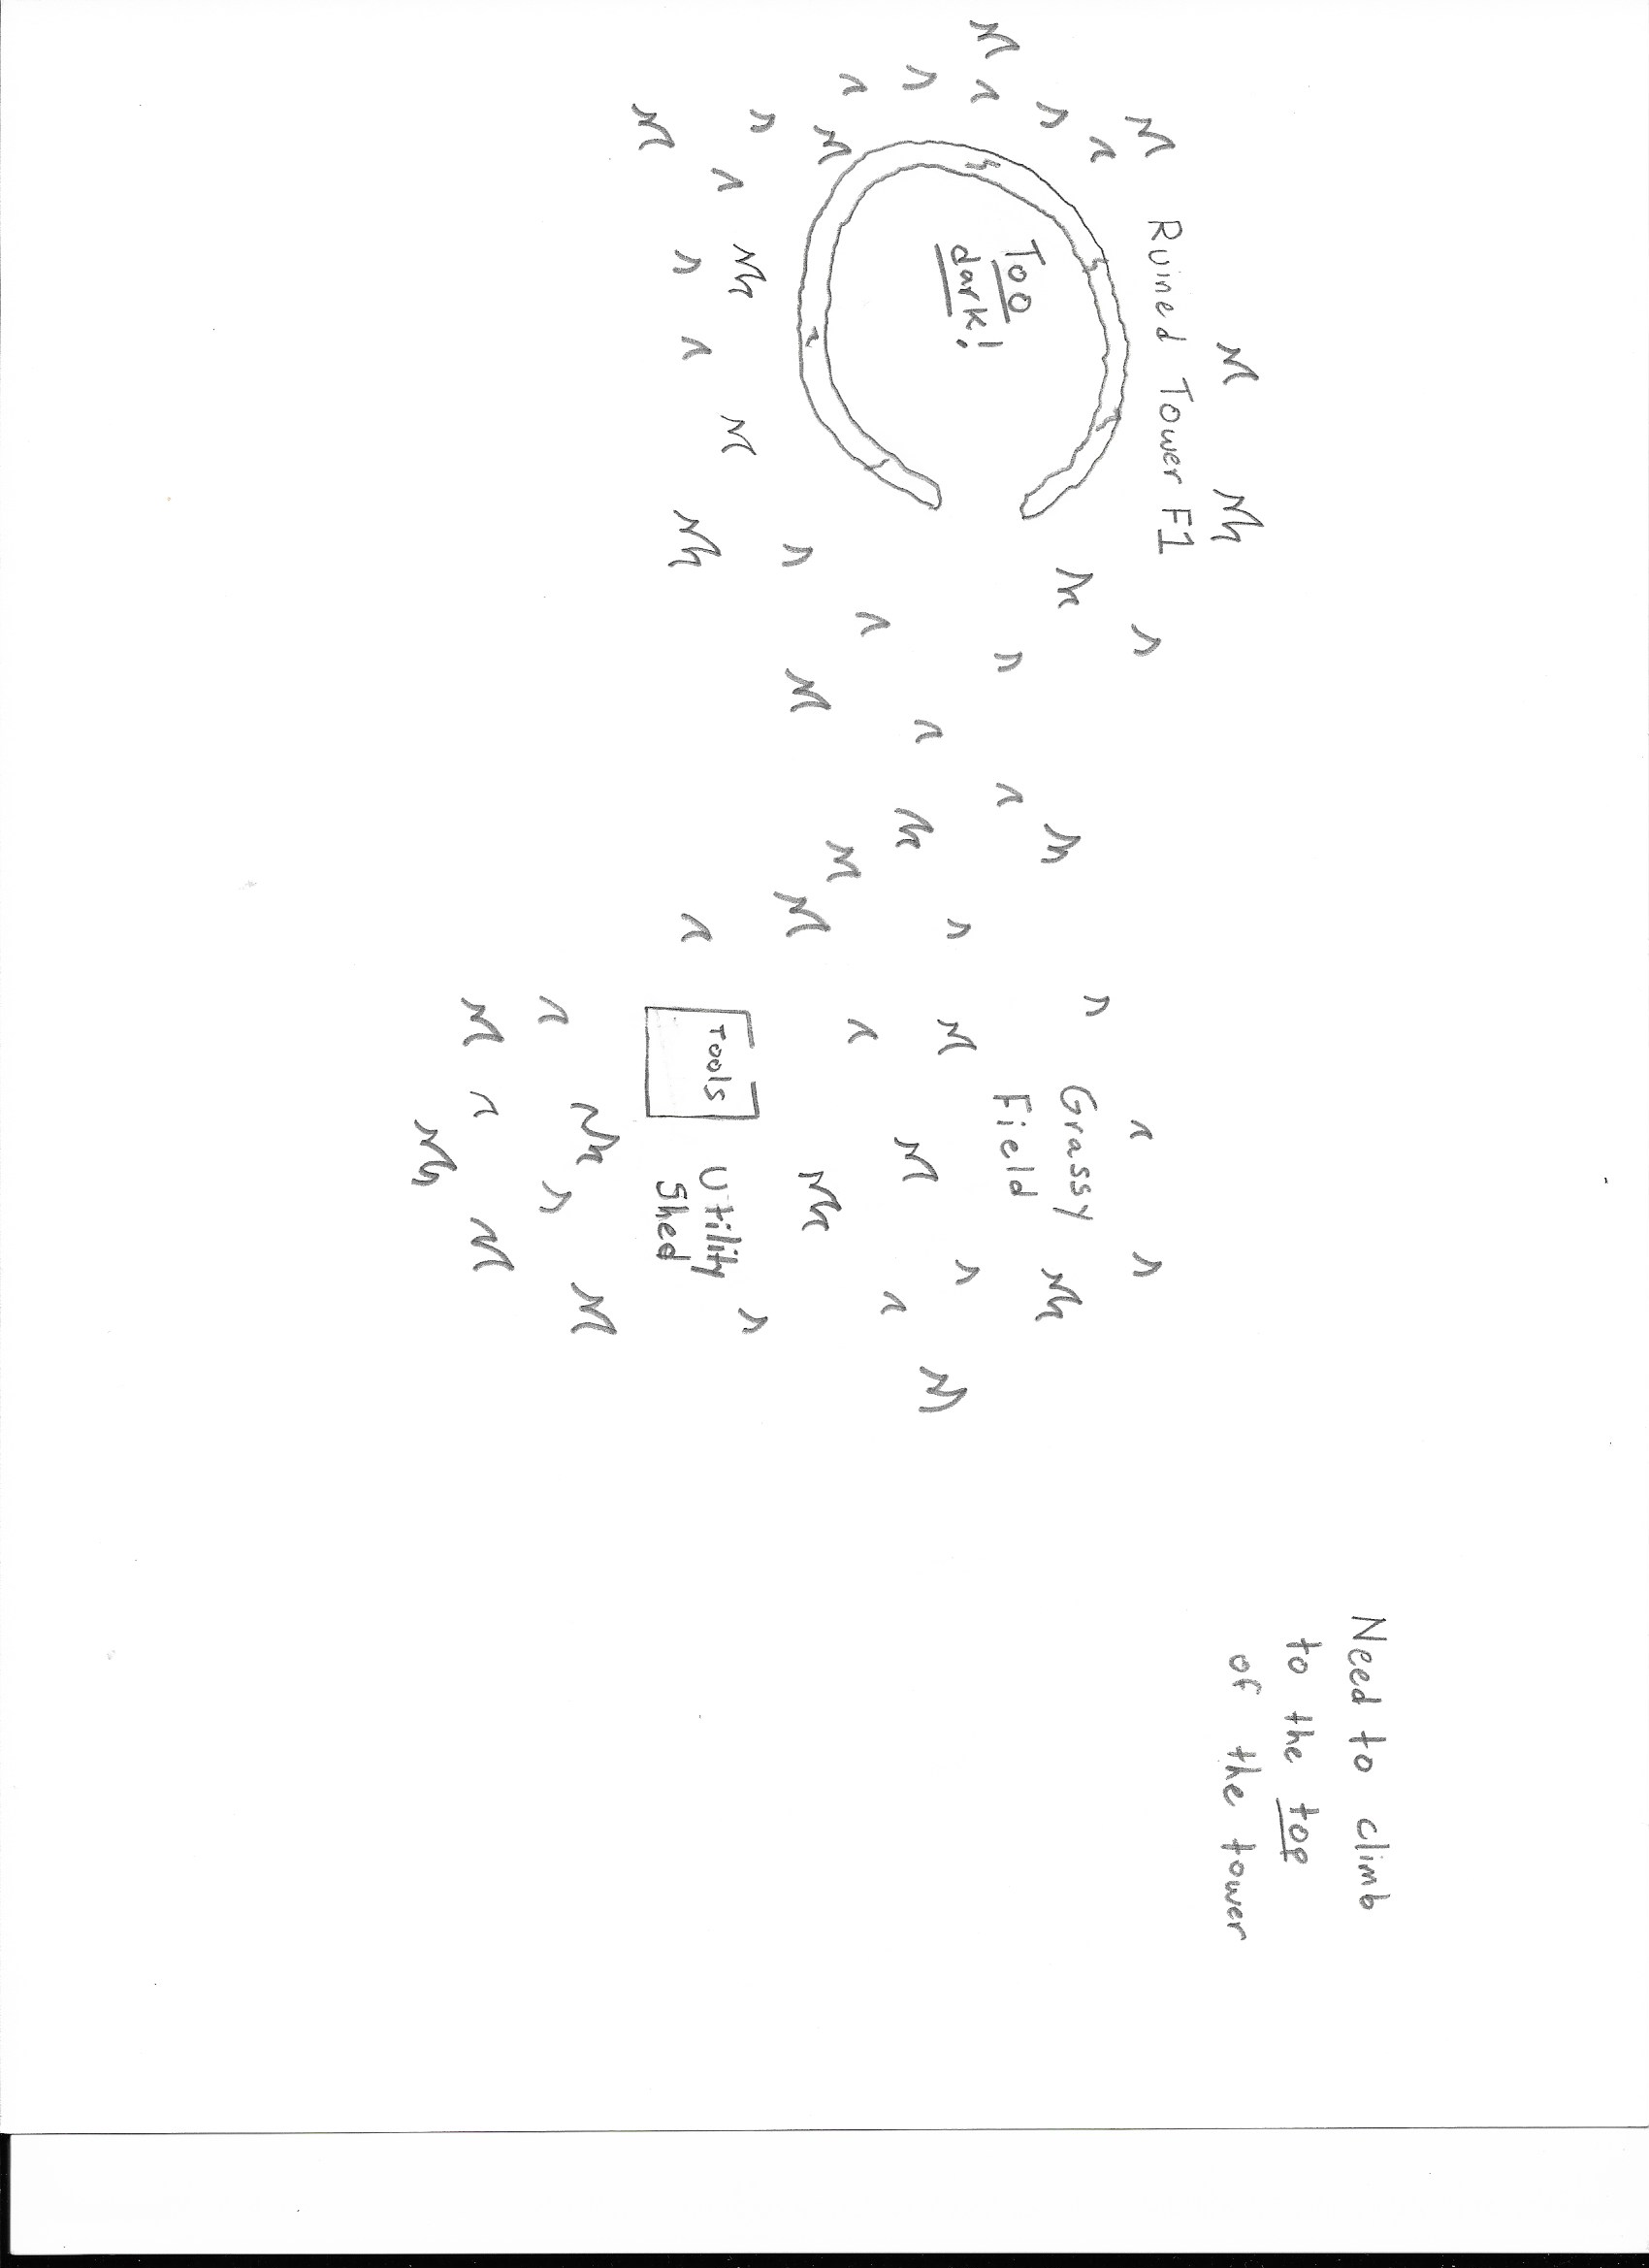 Ruined Tower F1
Too
dark!
Grassy
Field
Tools
Utility
Shed
Need to climb
to the top
of the tower